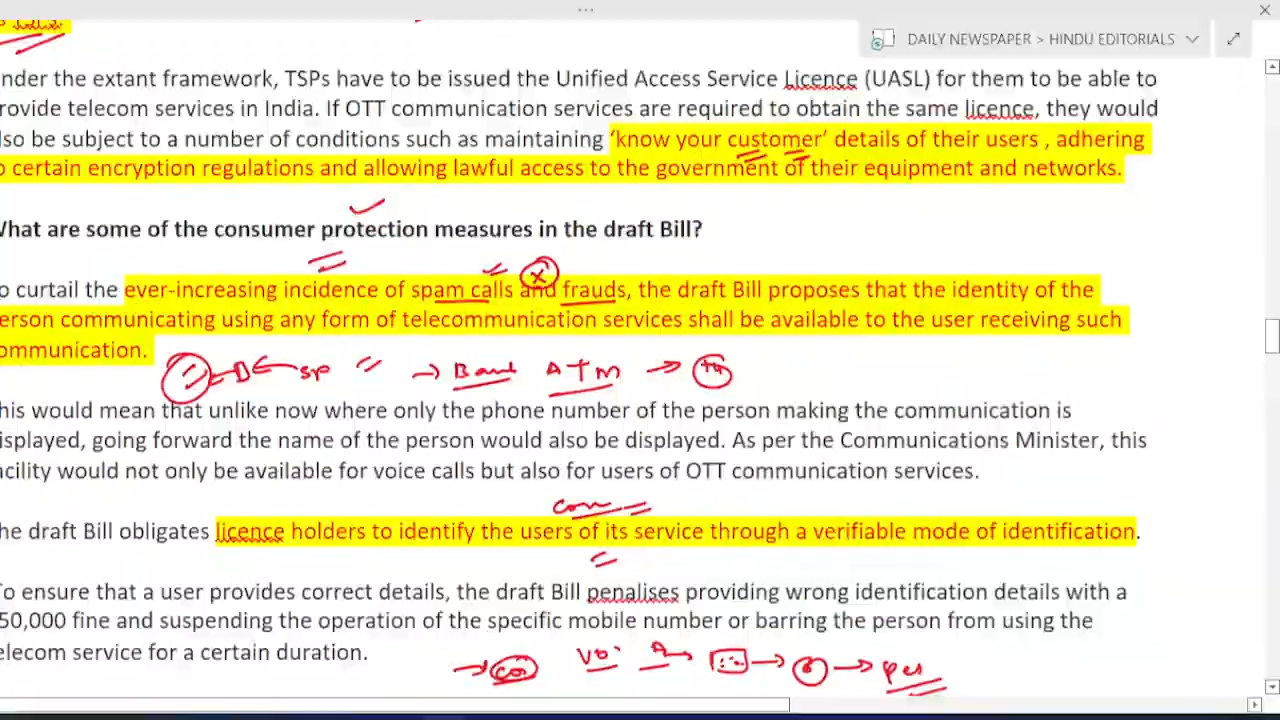 DAILY NEWSPAPER > HINDU EDITORIALS
nder the extant framework, TSPs have to be issued the Unified Access Service Licence (UASL) for them to be able to
rovide telecom services in India. If OTT communication services are required to obtain the same licence, they would
lso be subject to a number of conditions such as maintaining ‘know your customer’ details of their users , adhering
o certain encryption regulations and allowing lawful access to the government of their equipment and networks.
What are some of the consumer protection measures in the draft Bill?
o curtail the ever-increasing incidence of spam calls and frauds, the draft Bill proposes that the identity of the
erson communicating using any form of telecommunication services shall be available to the user receiving such
ommunication.
SP → Bank ATM →
his would mean that unlike now where only the phone number of the person making the communication is
isplayed, going forward the name of the person would also be displayed. As per the Communications Minister, this
acility would not only be available for voice calls but also for users of OTT communication services.
he draft Bill obligates licence holders to identify the users of its service through a verifiable mode of identification.
To ensure that a user provides correct details, the draft Bill penalises providing wrong identification details with a
50,000 fine and suspending the operation of the specific mobile number or barring the person from using the
elecom service for a certain duration.